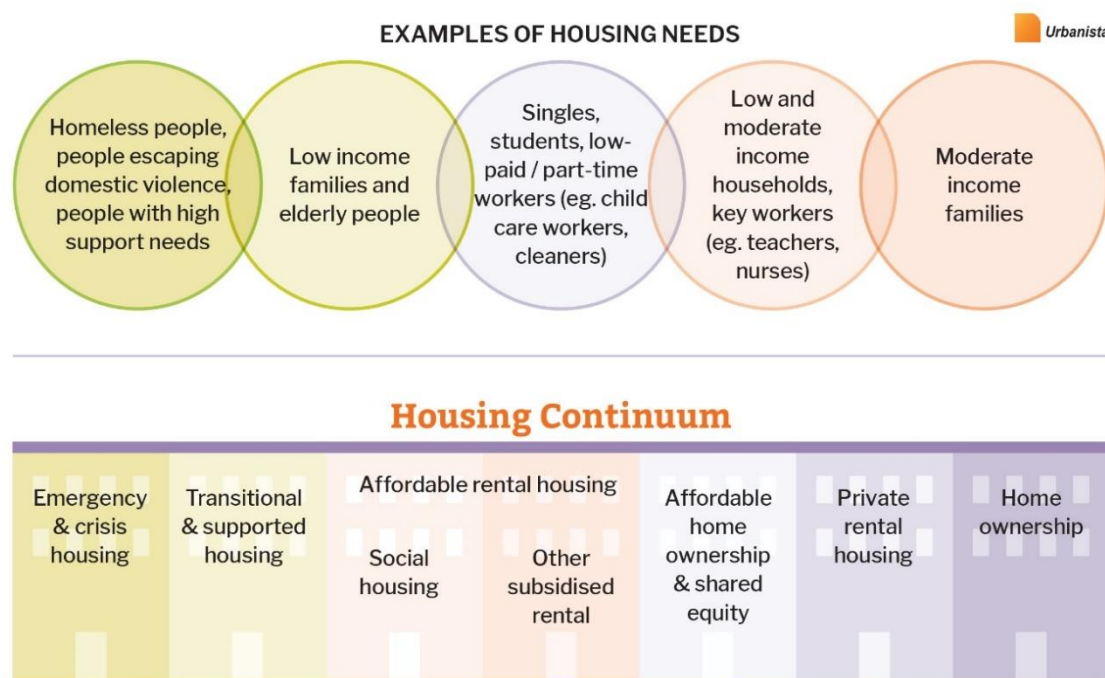 EXAMPLES OF HOUSING NEEDS
Urbanista
Homeless people,
people escaping
domestic violence,
people with high
support needs
Low income
families and
elderly people
Singles,
students, low-
paid / part-time
workers (eg. child
care workers,
cleaners)
Low and
moderate
income
households,
key workers
(eg. teachers,
nurses)
Moderate
income
families
Housing Continuum
Emergency
& crisis
housing
Transitional
& supported
housing
Affordable rental housing
Social
housing
Other
subsidised
rental
Affordable
home
ownership
& shared
equity
Private
rental
housing
Home
ownership